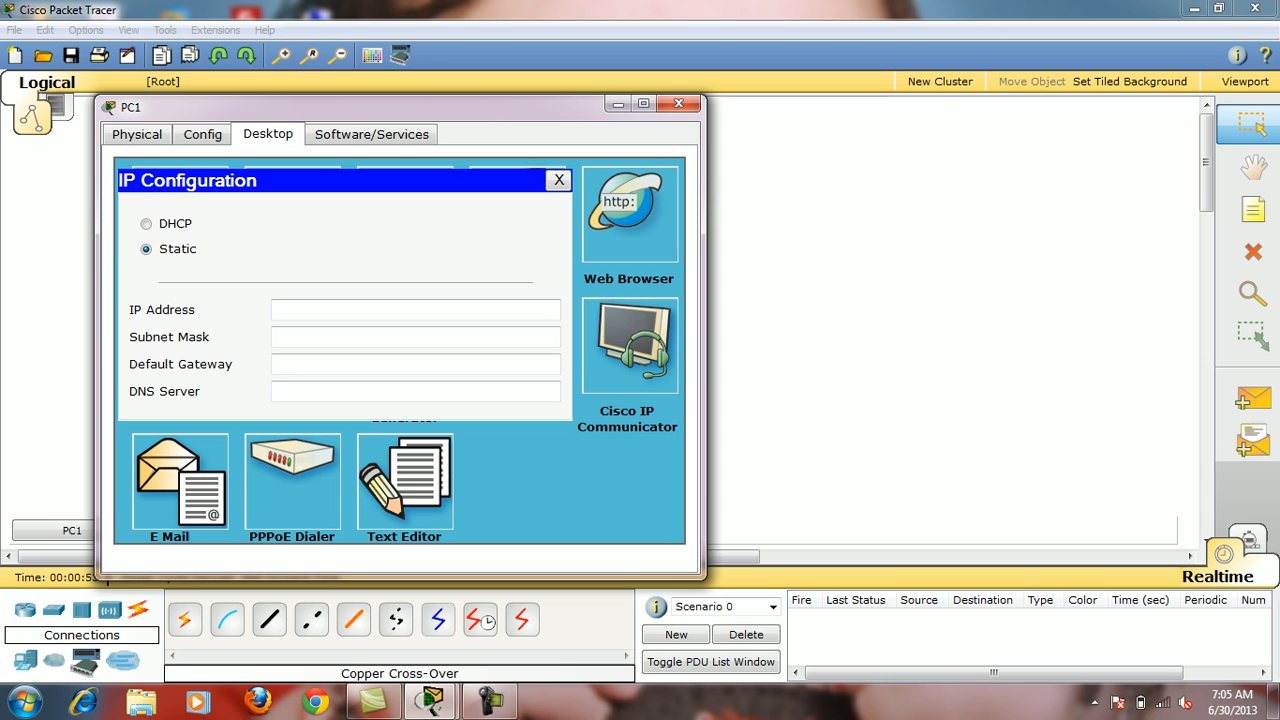 Cisco Packet Tracer
File Edit Options View Tools Extensions Help
Logical [Root] New Cluster Move Object Set Tiled Background Viewport
PC1
Physical Config Desktop Software/Services
IP Configuration X
DHCP
Static
IP Address
Subnet Mask
Default Gateway
DNS Server
http:
Web Browser
Cisco IP
Communicator
E Mail PPPoE Dialer Text Editor
PC1
Time: 00:00:5
Realtime
Connections
Copper Cross-Over
Scenario 0
New Delete
Toggle PDU List Window
Fire Last Status Source Destination Type Color Time (sec) Periodic Num
7:05 AM
6/30/2013